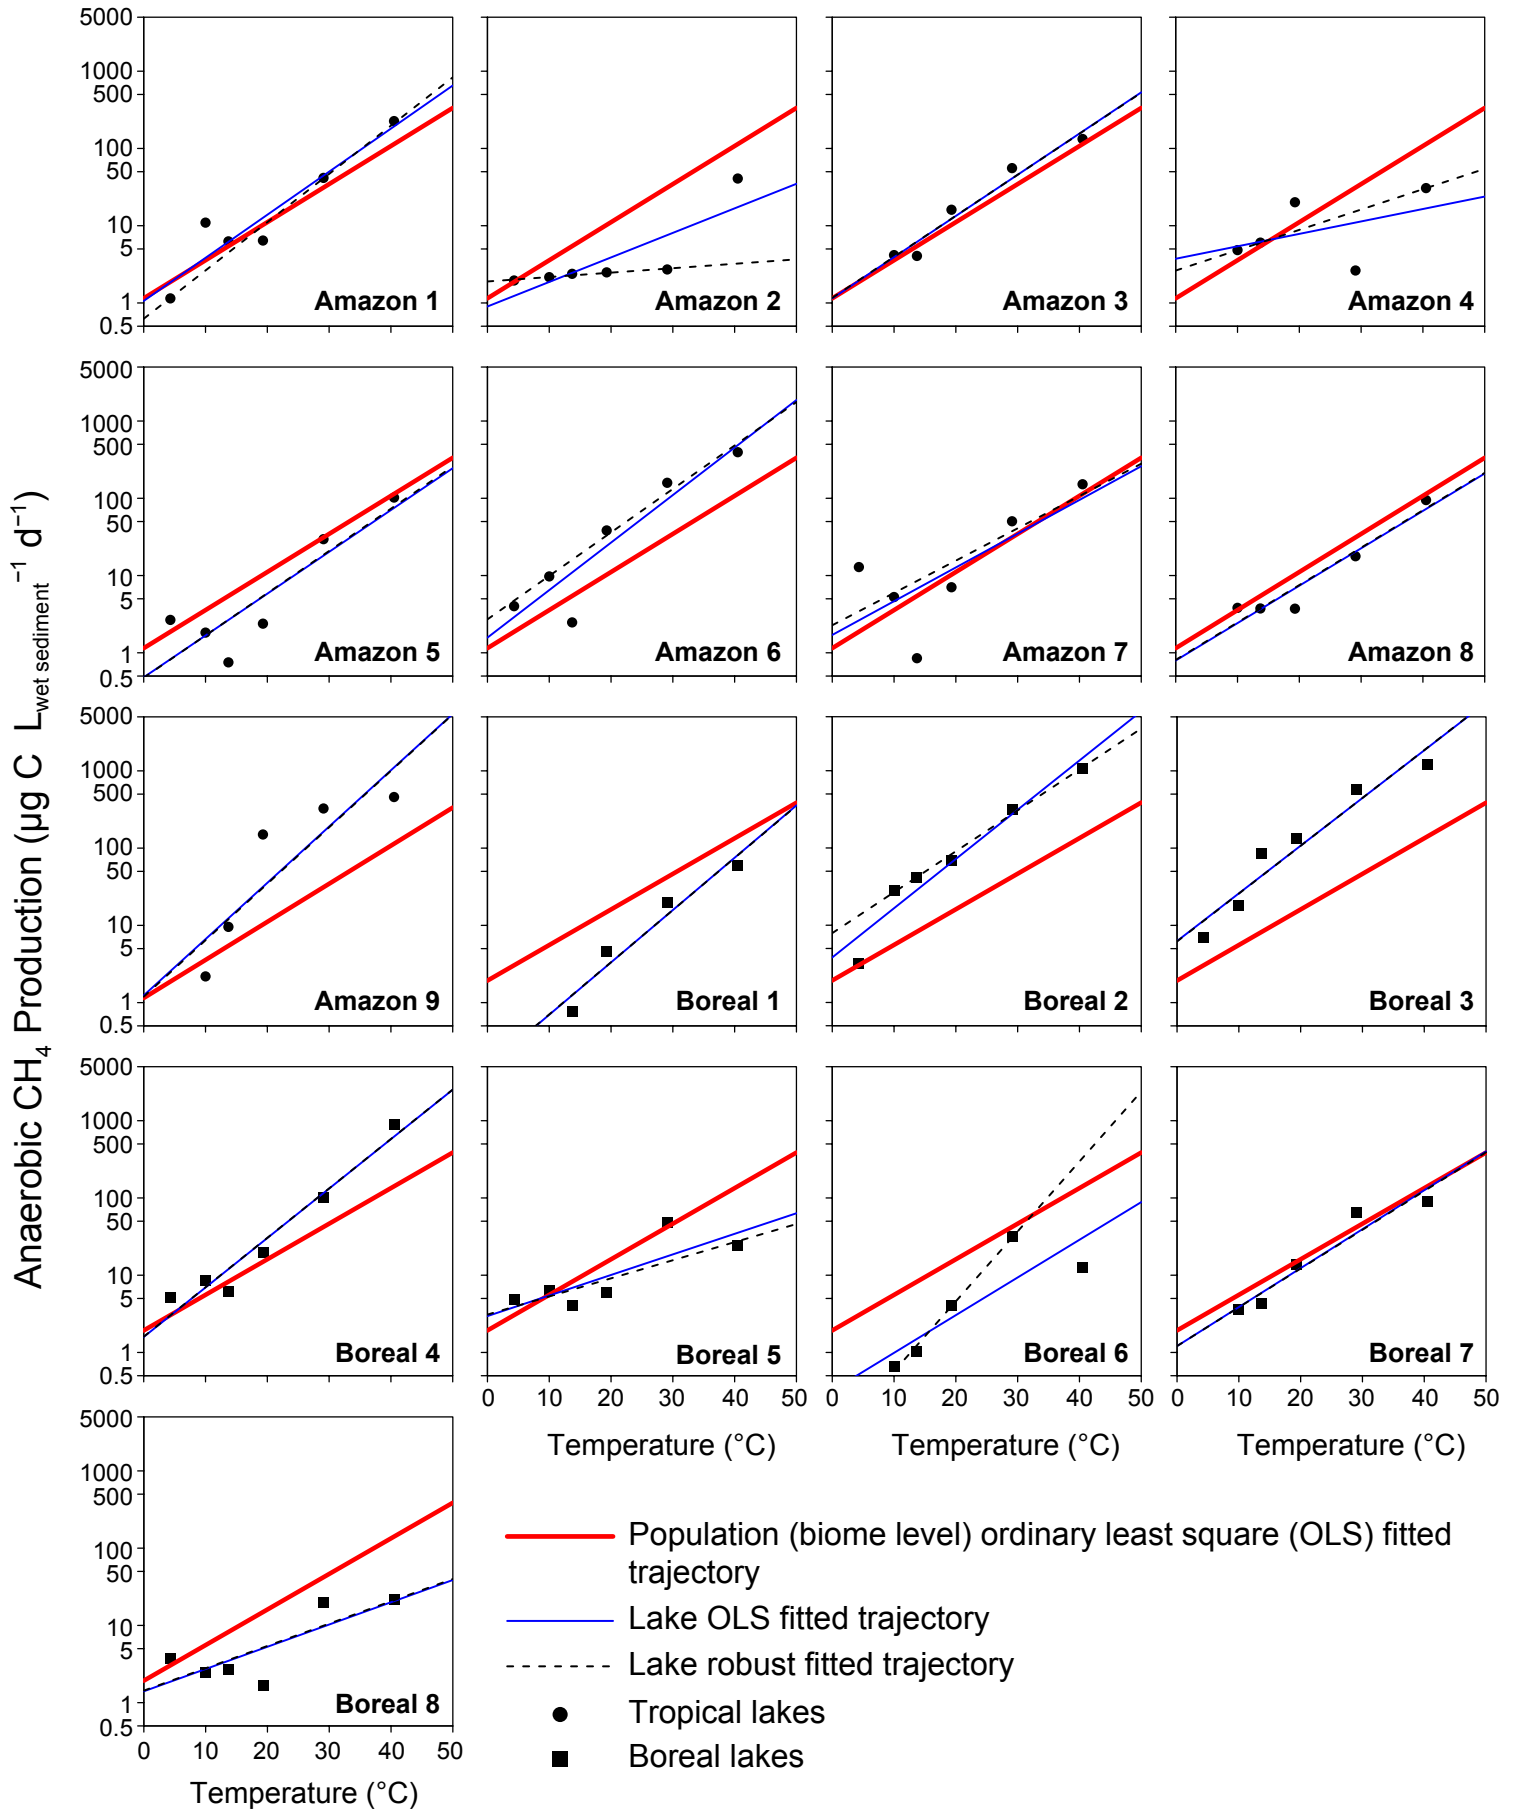 Anaerobic CH₄ Production (µg C L_wet sediment⁻¹ d⁻¹)
5000
1000
500
100
50
10
5
1
0.5
Amazon 1
Amazon 2
Amazon 3
Amazon 4
5000
1000
500
100
50
10
5
1
0.5
Amazon 5
Amazon 6
Amazon 7
Amazon 8
5000
1000
500
100
50
10
5
1
0.5
Amazon 9
Boreal 1
Boreal 2
Boreal 3
5000
1000
500
100
50
10
5
1
0.5
Boreal 4
Boreal 5
Boreal 6
Boreal 7
0 10 20 30 40 50
0 10 20 30 40 50
0 10 20 30 40 50
Temperature (°C)
Temperature (°C)
Temperature (°C)
5000
1000
500
100
50
10
5
1
0.5
Boreal 8
0 10 20 30 40 50
Temperature (°C)
Population (biome level) ordinary least square (OLS) fitted
trajectory
Lake OLS fitted trajectory
Lake robust fitted trajectory
Tropical lakes
Boreal lakes